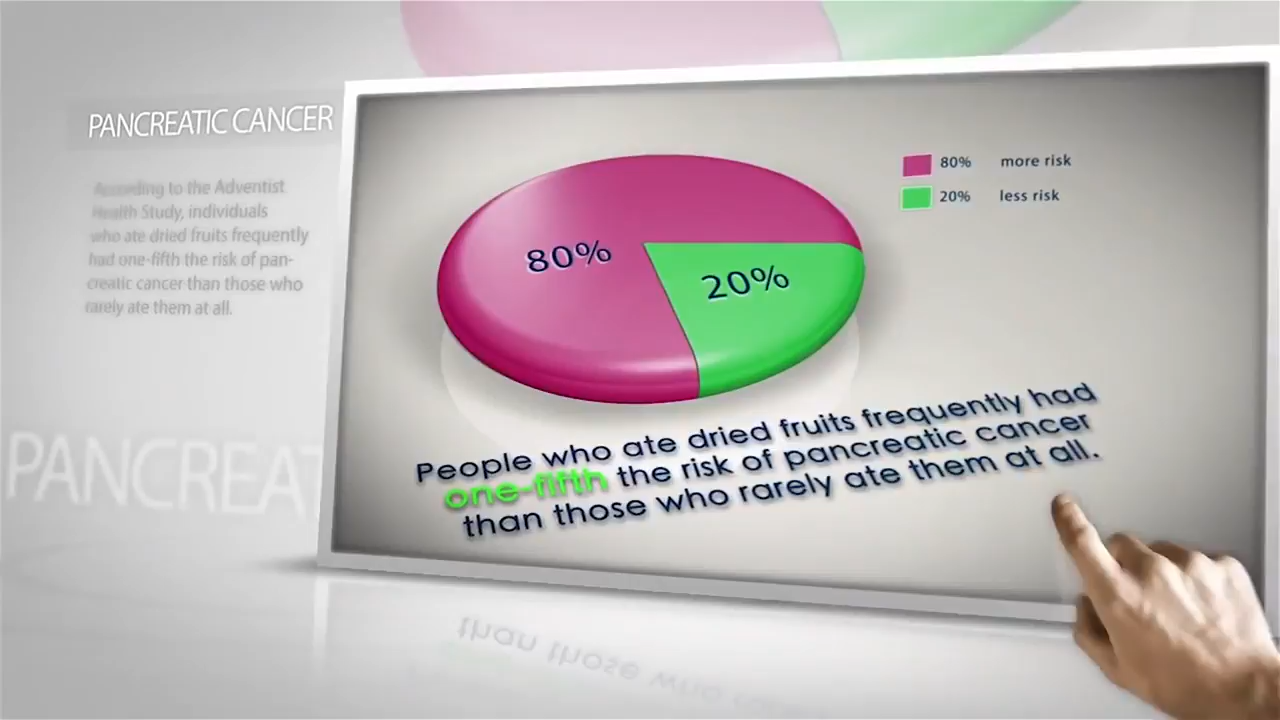 PANCREATIC CANCER
According to the Adventist
Health Study, individuals
who ate dried fruits frequently
had one-fifth the risk of pan-
creatic cancer than those who
rarely ate them at all.
PANCREAT
80%
20%
80% more risk
20% less risk
People who ate dried fruits frequently had
one-fifth the risk of pancreatic cancer
than those who rarely ate them at all.
than those who